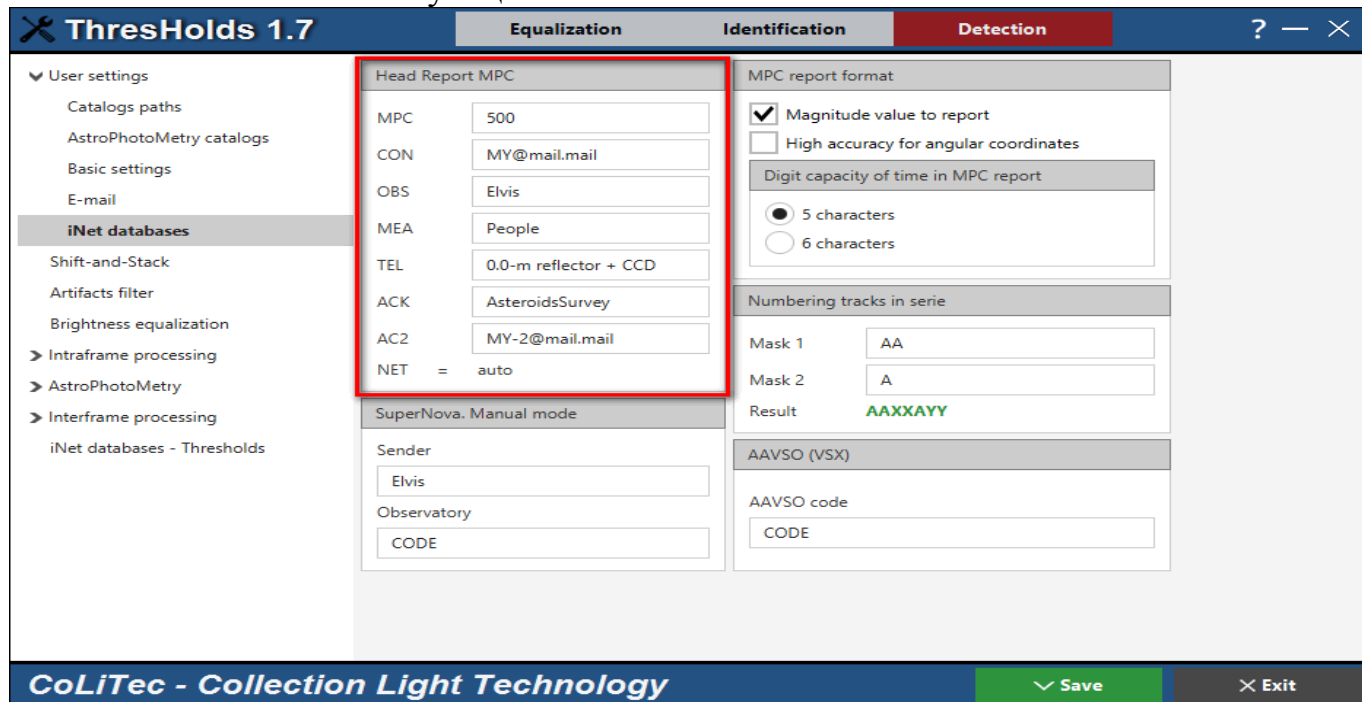 ThresHolds 1.7
Equalization
Identification
Detection
?
User settings
Catalogs paths
AstroPhotoMetry catalogs
Basic settings
E-mail
iNet databases
Shift-and-Stack
Artifacts filter
Brightness equalization
Intraframe processing
AstroPhotoMetry
Interframe processing
iNet databases - Thresholds
Head Report MPC
MPC 500
CON MY@mail.mail
OBS Elvis
MEA People
TEL 0.0-m reflector + CCD
ACK AsteroidsSurvey
AC2 MY-2@mail.mail
NET = auto
SuperNova. Manual mode
Sender
Elvis
Observatory
CODE
MPC report format
Magnitude value to report
High accuracy for angular coordinates
Digit capacity of time in MPC report
5 characters
6 characters
Numbering tracks in serie
Mask 1 AA
Mask 2 A
Result AAXXAYY
AAVSO (VSX)
AAVSO code
CODE
CoLiTec - Collection Light Technology
Save
Exit